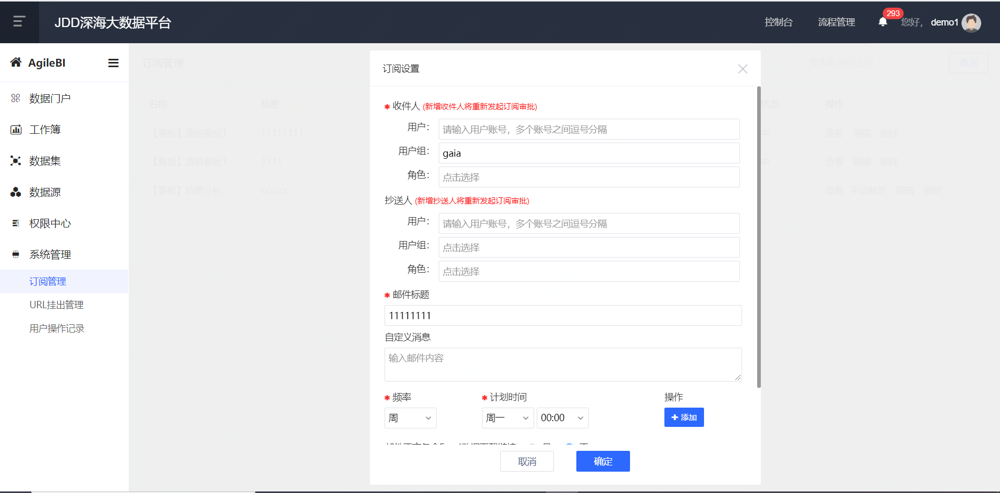 JDD深海大数据平台
控制台
流程管理
293
您好，
demo1
AgileBI
数据门户
工作簿
数据集
数据源
权限中心
系统管理
订阅管理
URL挂出管理
用户操作记录
订阅管理
查询
名称
标题
状态
操作
【看板】营销看板1
11111111
中
查看 编辑 删除
【看板】营销看板1
1111
中
查看 编辑 删除
【看板】销售分析
cccccc
查看 手动触发 编辑 删除
订阅设置
收件人 (新增收件人将重新发起订阅审批)
用户：
请输入用户账号，多个账号之间逗号分隔
用户组：
gaia
角色：
点击选择
抄送人 (新增抄送人将重新发起订阅审批)
用户：
请输入用户账号，多个账号之间逗号分隔
用户组：
点击选择
角色：
点击选择
邮件标题
11111111
自定义消息
输入邮件内容
频率
计划时间
操作
周
周一
00:00
添加
取消
确定